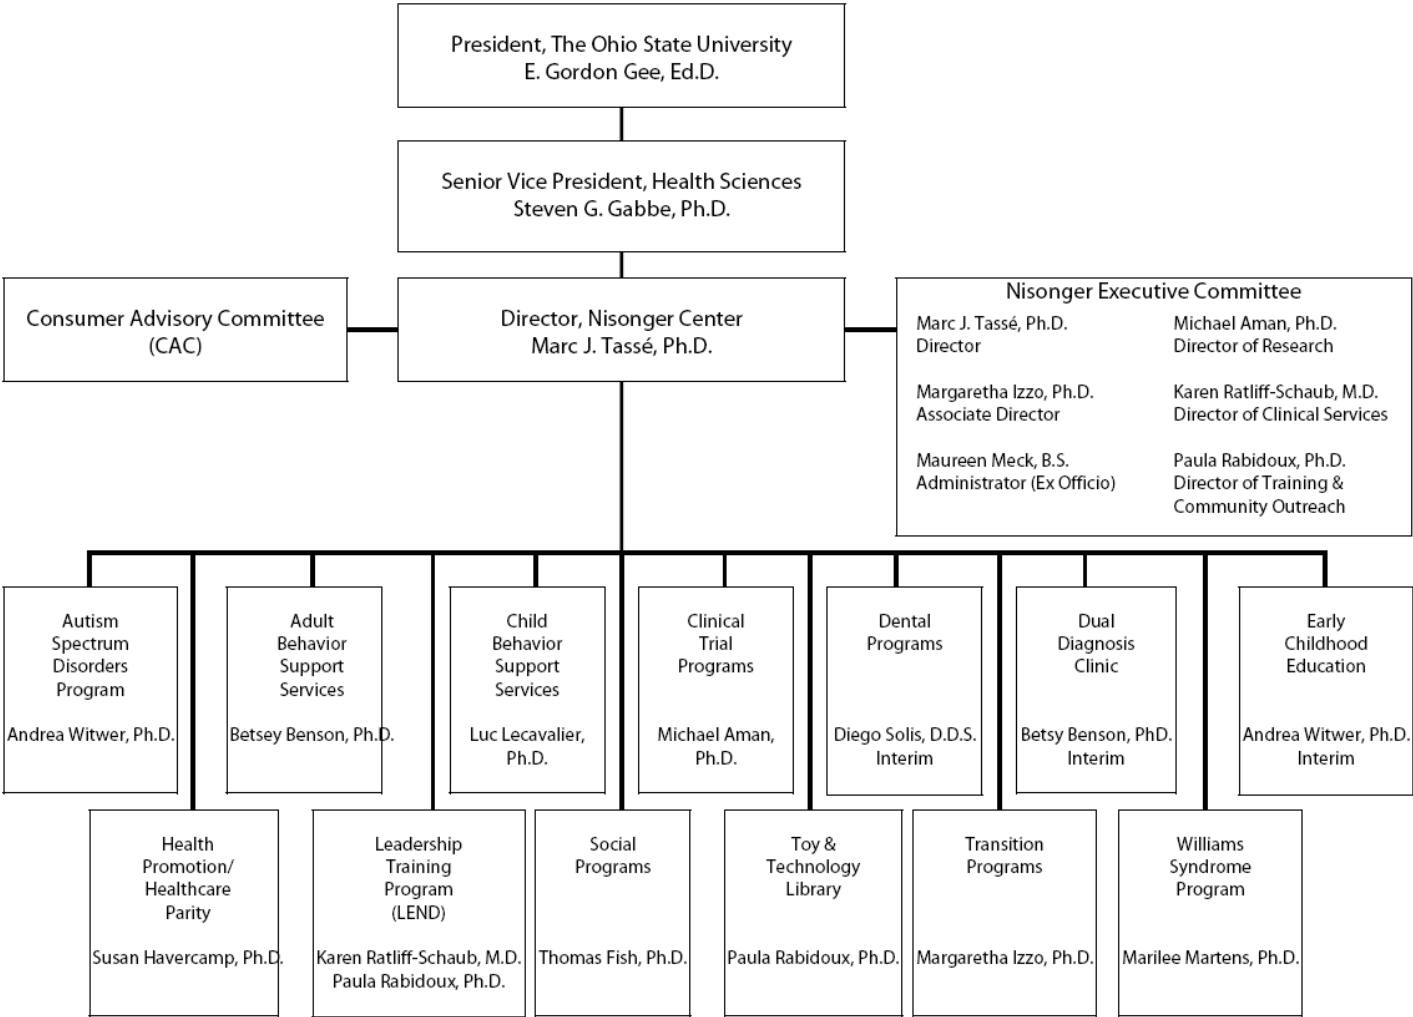 President, The Ohio State University
E. Gordon Gee, Ed.D.
Senior Vice President, Health Sciences
Steven G. Gabbe, Ph.D.
Consumer Advisory Committee
(CAC)
Director, Nisonger Center
Marc J. Tassé, Ph.D.
Nisonger Executive Committee
Marc J. Tassé, Ph.D.
Director
Michael Aman, Ph.D.
Director of Research
Margaretha Izzo, Ph.D.
Associate Director
Karen Ratliff-Schaub, M.D.
Director of Clinical Services
Maureen Meck, B.S.
Administrator (Ex Officio)
Paula Rabidoux, Ph.D.
Director of Training &
Community Outreach
Autism
Spectrum
Disorders
Program
Andrea Witwer, Ph.D.
Adult
Behavior
Support
Services
Betsey Benson, Ph.D.
Child
Behavior
Support
Services
Luc Lecavalier,
Ph.D.
Clinical
Trial
Programs
Michael Aman,
Ph.D.
Dental
Programs
Diego Solis, D.D.S.
Interim
Dual
Diagnosis
Clinic
Betsy Benson, PhD.
Interim
Early
Childhood
Education
Andrea Witwer, Ph.D.
Interim
Health
Promotion/
Healthcare
Parity
Susan Havercamp, Ph.D.
Leadership
Training
Program
(LEND)
Karen Ratliff-Schaub, M.D.
Paula Rabidoux, Ph.D.
Social
Programs
Thomas Fish, Ph.D.
Toy &
Technology
Library
Paula Rabidoux, Ph.D.
Transition
Programs
Margaretha Izzo, Ph.D.
Williams
Syndrome
Program
Marilee Martens, Ph.D.